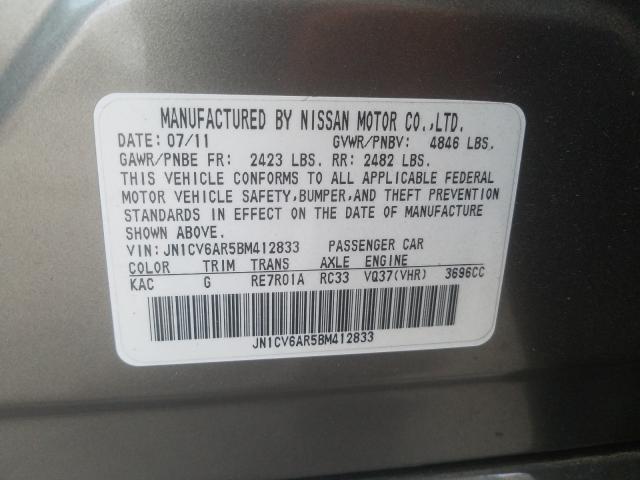 MANUFACTURED BY NISSAN MOTOR CO.,LTD.
DATE: 07/11 GVWR/PNBV: 4846 LBS.
GAWR/PNBE FR: 2423 LBS. RR: 2482 LBS.
THIS VEHICLE CONFORMS TO ALL APPLICABLE FEDERAL
MOTOR VEHICLE SAFETY,BUMPER,AND THEFT PREVENTION
STANDARDS IN EFFECT ON THE DATE OF MANUFACTURE
SHOWN ABOVE.
VIN: JN1CV6AR5BM412833 PASSENGER CAR
COLOR TRIM TRANS AXLE ENGINE
KAC G RE7R01A RC33 VQ37(VHR) 3696CC
JN1CV6AR5BM412833